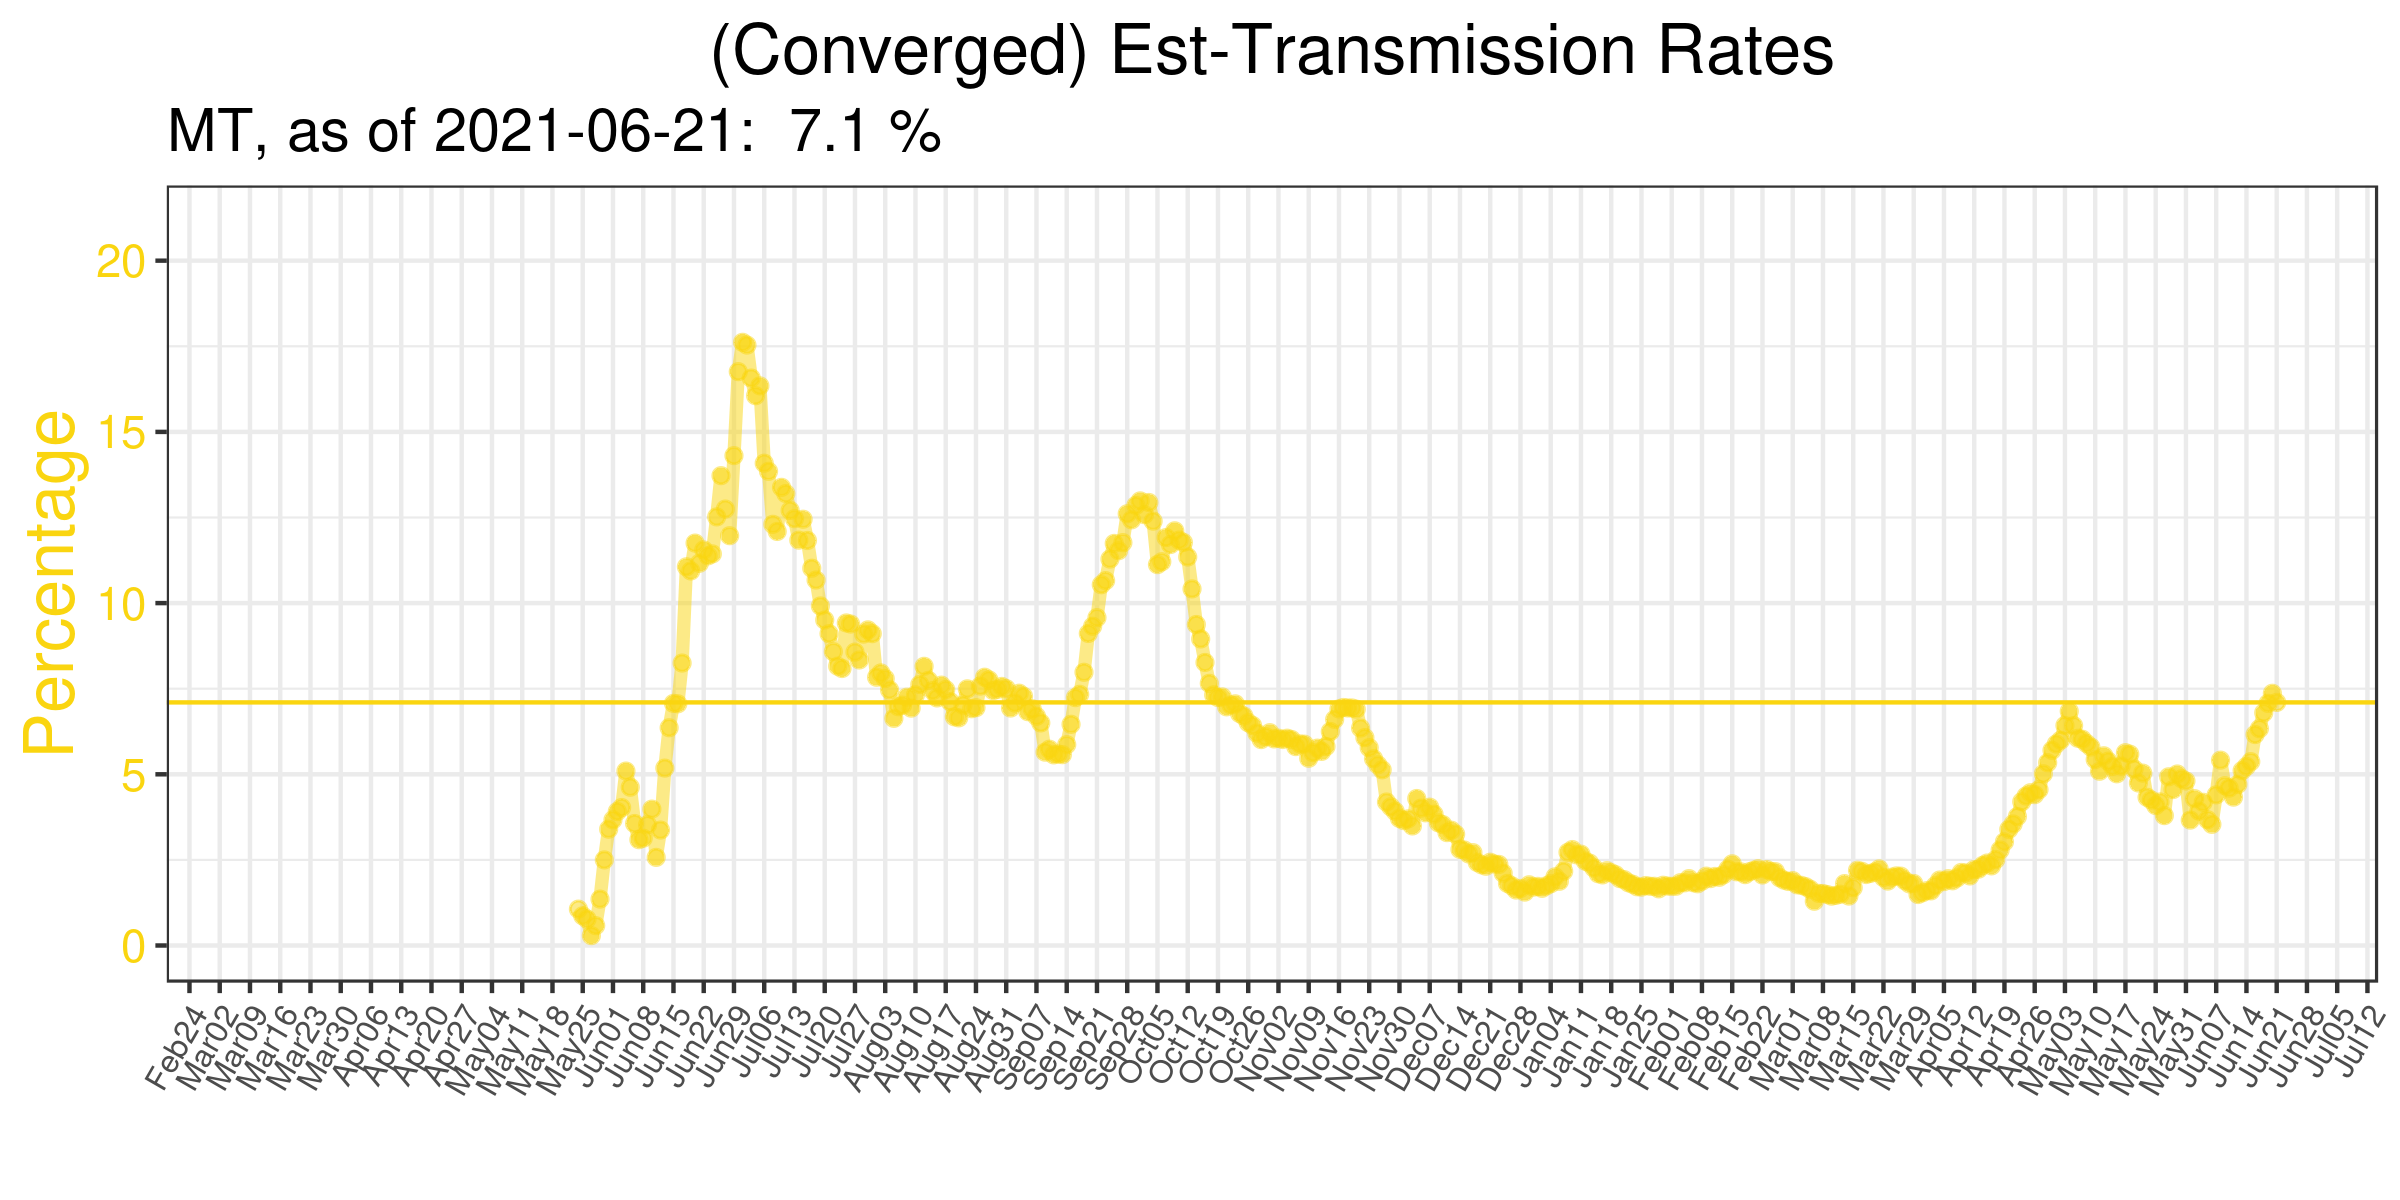 (Converged) Est-Transmission Rates
MT, as of 2021-06-21: 7.1 %
Percentage
20
15
10
5
0
Feb24
Mar02
Mar09
Mar16
Mar23
Mar30
Apr06
Apr13
Apr20
Apr27
May04
May11
May18
May25
Jun01
Jun08
Jun15
Jun22
Jun29
Jul06
Jul13
Jul20
Jul27
Aug03
Aug10
Aug17
Aug24
Aug31
Sep07
Sep14
Sep21
Sep28
Oct05
Oct12
Oct19
Oct26
Nov02
Nov09
Nov16
Nov23
Nov30
Dec07
Dec14
Dec21
Dec28
Jan04
Jan11
Jan18
Jan25
Feb01
Feb08
Feb15
Feb22
Mar01
Mar08
Mar15
Mar22
Mar29
Apr05
Apr12
Apr19
Apr26
May03
May10
May17
May24
May31
Jun07
Jun14
Jun21
Jun28
Jul05
Jul12